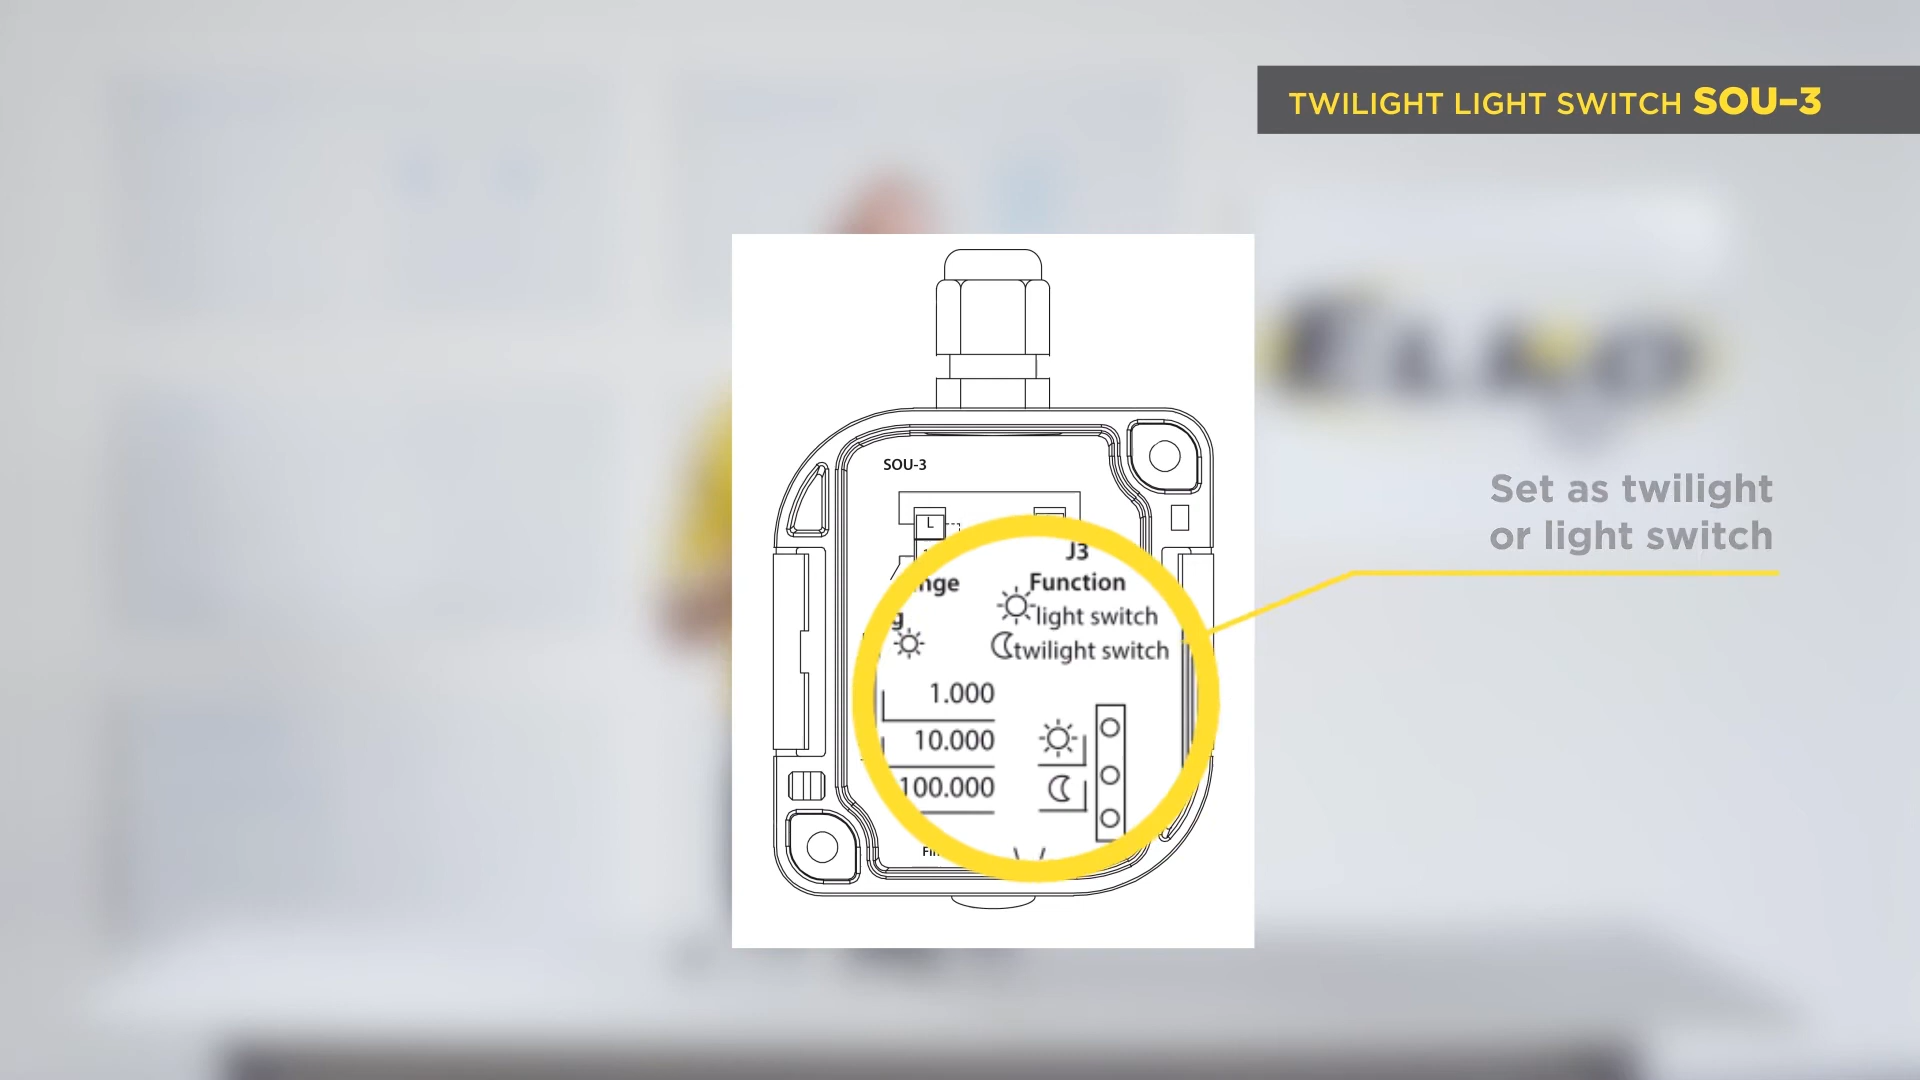 TWILIGHT LIGHT SWITCH SOU-3
ELKO
Set as twilight
or light switch
SOU-3
L
J3
Function
light switch
twilight switch
1.000
10.000
100.000